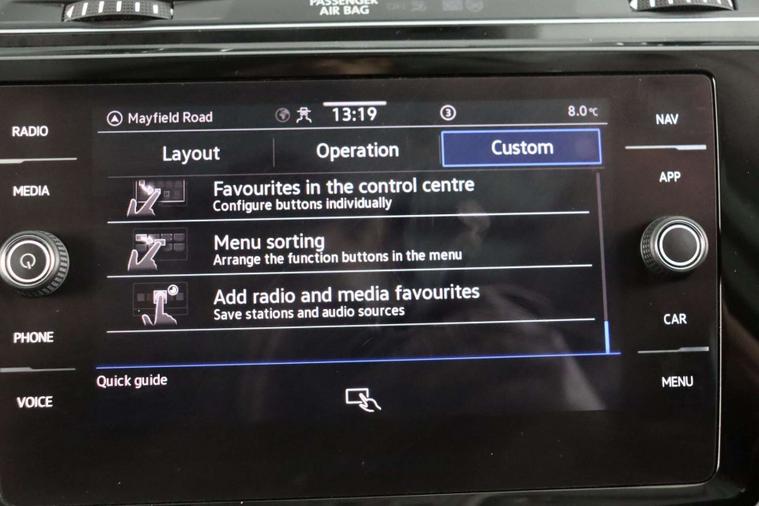 PASSENGER
AIR BAG
RADIO
MEDIA
PHONE
VOICE
Mayfield Road
13:19
3
8.0°C
Layout
Operation
Custom
Favourites in the control centre
Configure buttons individually
Menu sorting
Arrange the function buttons in the menu
Add radio and media favourites
Save stations and audio sources
Quick guide
NAV
APP
CAR
MENU